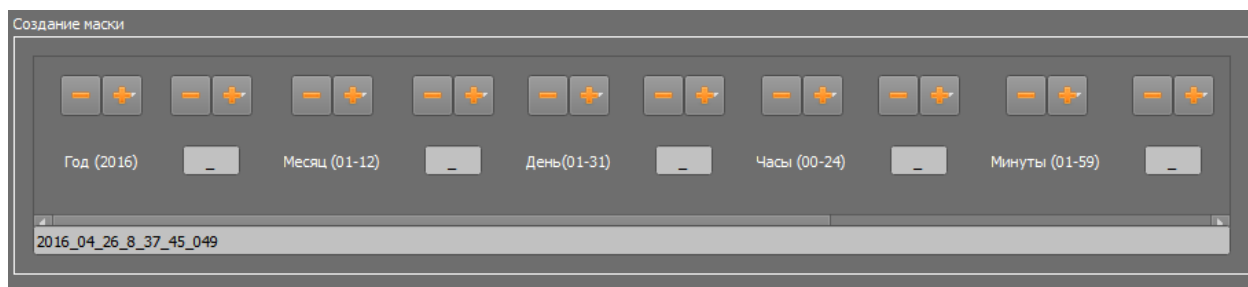 Создание маски
Год (2016) _ Месяц (01-12) _ День(01-31) _ Часы (00-24) _ Минуты (01-59) _
2016_04_26_8_37_45_049